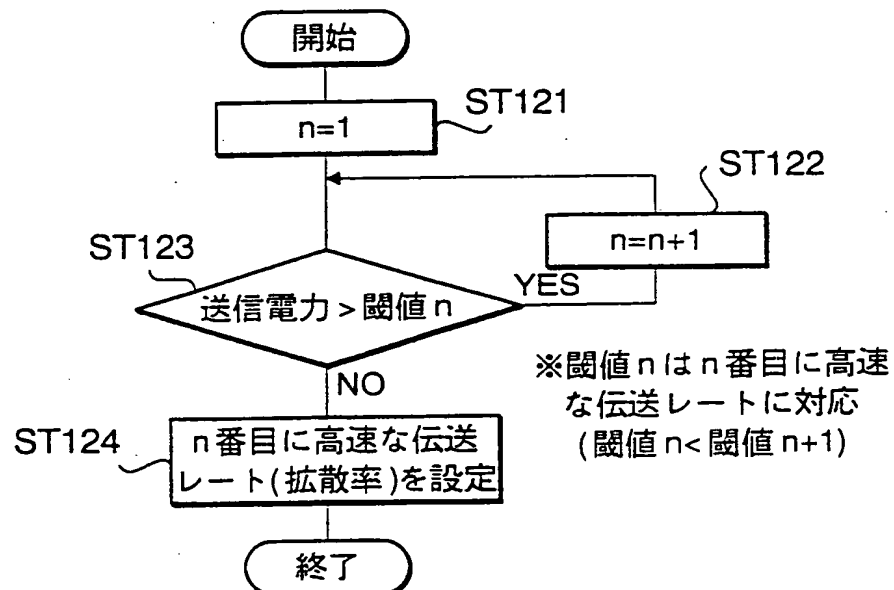 開始
ST121
n=1
ST122
n=n+1
ST123
送信電力>閾値n
YES
NO
※閾値nはn番目に高速
な伝送レートに対応
(閾値n<閾値n+1)
ST124
n番目に高速な伝送
レート(拡散率)を設定
終了